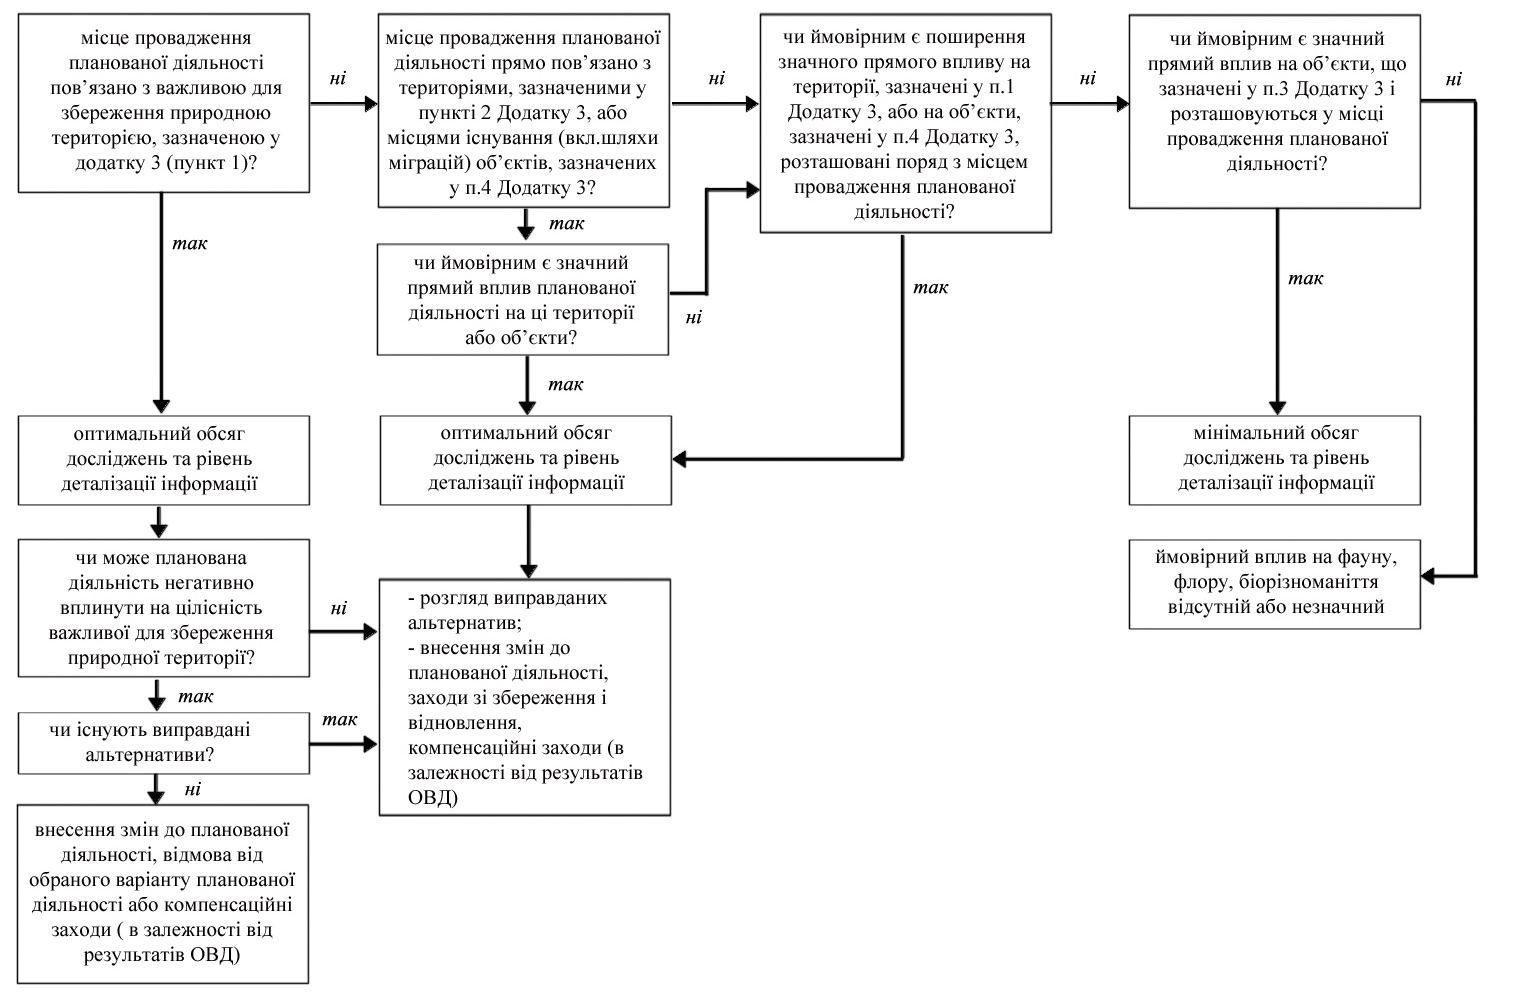 місце провадження
планованої діяльності
пов’язано з важливою для
збереження природною
територією, зазначеною у
додатку 3 (пункт 1)?
ні
місце провадження планованої
діяльності прямо пов’язано з
територіями, зазначеними у
пункті 2 Додатку 3, або
місцями існування (вкл.шляхи
міграцій) об’єктів, зазначених
у п.4 Додатку 3?
ні
чи ймовірним є поширення
значного прямого впливу на
території, зазначені у п.1
Додатку 3, або на об’єкти,
зазначені у п.4 Додатку 3,
розташовані поряд з місцем
провадження планованої
діяльності?
ні
чи ймовірним є значний
прямий вплив на об’єкти, що
зазначені у п.3 Додатку 3 і
розташовуються у місці
провадження планованої
діяльності?
ні
так
так
чи ймовірним є значний
прямий вплив планованої
діяльності на ці території
або об’єкти?
ні
так
так
так
оптимальний обсяг
досліджень та рівень
деталізації інформації
оптимальний обсяг
досліджень та рівень
деталізації інформації
мінімальний обсяг
досліджень та рівень
деталізації інформації
чи може планована
діяльність негативно
вплинути на цілісність
важливої для збереження
природної території?
ні
- розгляд виправданих
альтернатив;
- внесення змін до
планованої діяльності,
заходи зі збереження і
відновлення,
компенсаційні заходи (в
залежності від результатів
ОВД)
ймовірний вплив на фауну,
флору, біорізноманіття
відсутній або незначний
так
чи існують виправдані
альтернативи?
так
ні
внесення змін до планованої
діяльності, відмова від
обраного варіанту планованої
діяльності або компенсаційні
заходи ( в залежності від
результатів ОВД)